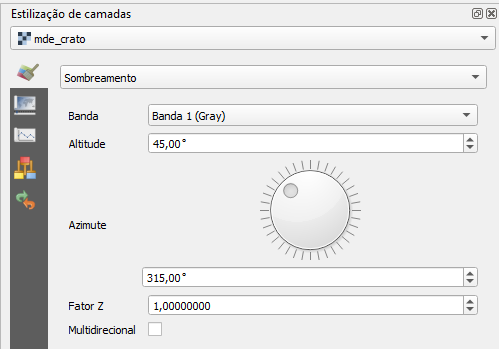 Estilização de camadas
mde_crato
Sombreamento
Banda Banda 1 (Gray)
Altitude 45,00°
Azimute
315,00°
Fator Z 1,00000000
Multidirecional